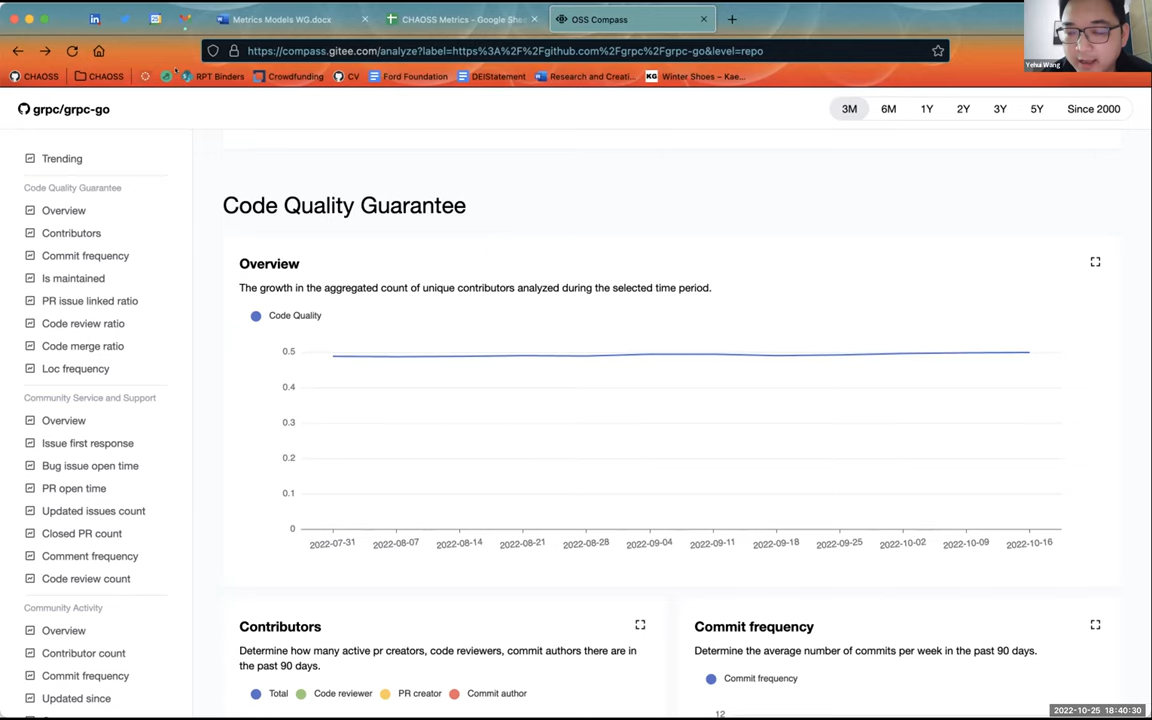 Metrics Models WG.docx
CHAOSS Metrics - Google Shee
OSS Compass
https://compass.gitee.com/analyze?label=https%3A%2F%2Fgithub.com%2Fgrpc%2Fgrpc-go&level=repo
Yehui Wang
CHAOSS
CHAOSS
RPT Binders
Crowdfunding
CV
Ford Foundation
DEIStatement
Research and Creati...
KG Winter Shoes – Kae...
grpc/grpc-go
3M 6M 1Y 2Y 3Y 5Y Since 2000
Trending
Code Quality Guarantee
Overview
Contributors
Commit frequency
Is maintained
PR issue linked ratio
Code review ratio
Code merge ratio
Loc frequency
Community Service and Support
Overview
Issue first response
Bug issue open time
PR open time
Updated issues count
Closed PR count
Comment frequency
Code review count
Community Activity
Overview
Contributor count
Commit frequency
Updated since
Code Quality Guarantee
Overview
The growth in the aggregated count of unique contributors analyzed during the selected time period.
Code Quality
0.5
0.4
0.3
0.2
0.1
0
2022-07-31 2022-08-07 2022-08-14 2022-08-21 2022-08-28 2022-09-04 2022-09-11 2022-09-18 2022-09-25 2022-10-02 2022-10-09 2022-10-16
Contributors
Determine how many active pr creators, code reviewers, commit authors there are in
the past 90 days.
Total Code reviewer PR creator Commit author
Commit frequency
Determine the average number of commits per week in the past 90 days.
Commit frequency
12
2022-10-25 18:40:30